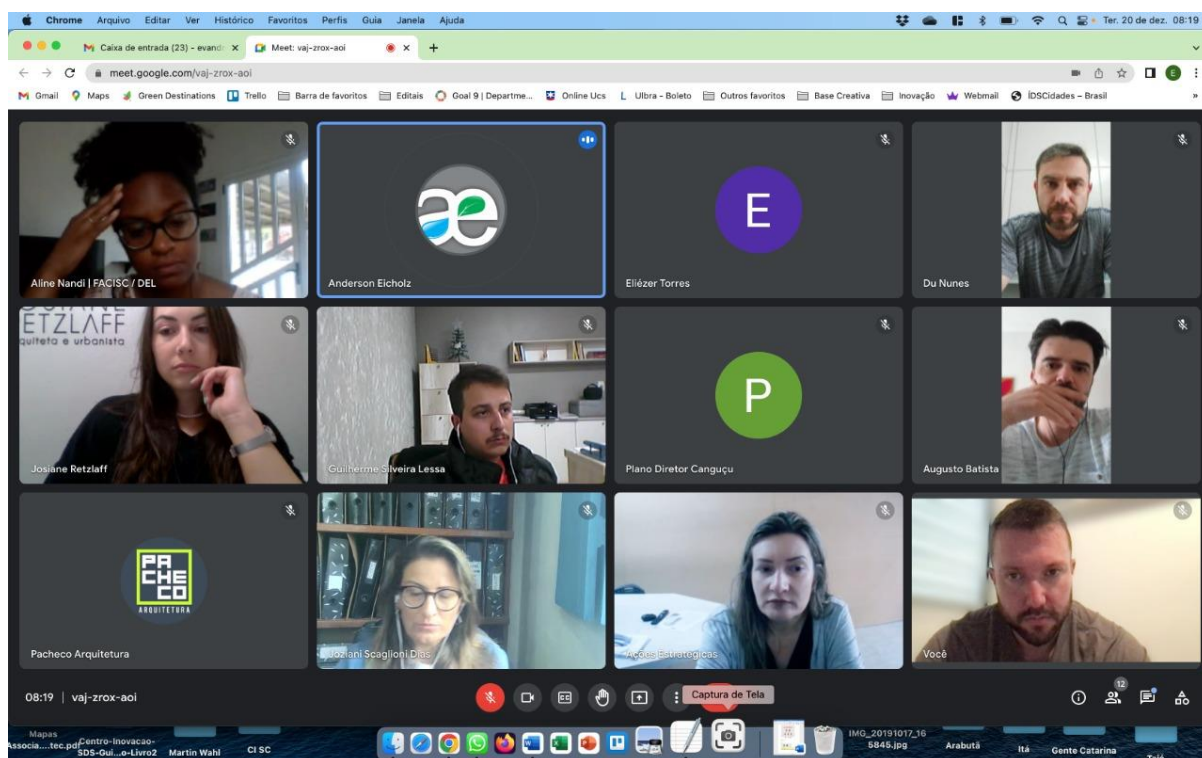 Chrome Arquivo Editar Ver Histórico Favoritos Perfis Guia Janela Ajuda Ter. 20 de dez. 08:19
Caixa de entrada (23) - evand Meet: vaj-zrox-aoi
meet.google.com/vaj-zrox-aoi E
Gmail Maps Green Destinations Trello Barra de favoritos Editais Goal 9 | Departme... Online Ucs Ulbra - Boleto Outros favoritos Base Creativa Inovação Webmail IDSCidades – Brasil »
æ
E
Aline Nandi | FACISC / DEL Anderson Eicholz Eliézer Torres Du Nunes
ETZLAFF
quiteta e urbanista
P
Josiane Retzlaff Guilherme Silveira Lessa Plano Diretor Canguçu Augusto Batista
PA
CHE
CO
ARQUITETURA
Pacheco Arquitetura Joziani Scaglioni Dias Ações Estratégicas Você
08:19 | vaj-zrox-aoi Captura de Tela 12
Mapas
Associa....tec.pdf Centro-Inovacao-
SDS-Gui...o-Livro2 Martin Wahl CI SC IMG_20191017_16
5845.jpg Arabutã Itá Gente Catarina